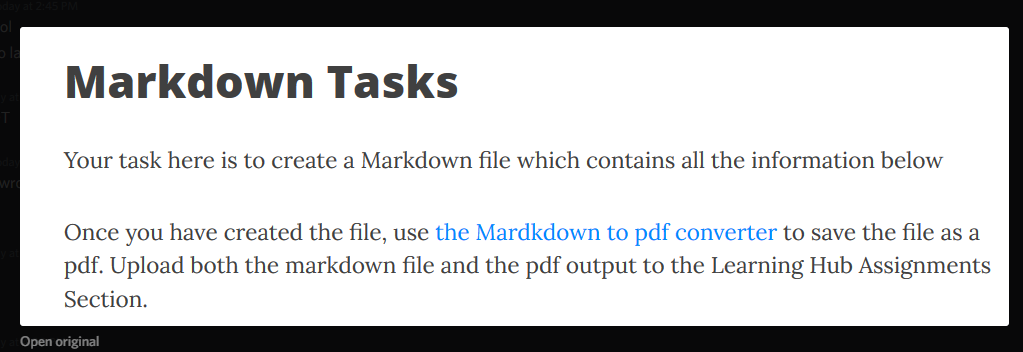 Markdown Tasks
Your task here is to create a Markdown file which contains all the information below
Once you have created the file, use the Mardkdown to pdf converter to save the file as a
pdf. Upload both the markdown file and the pdf output to the Learning Hub Assignments
Section.
Open original